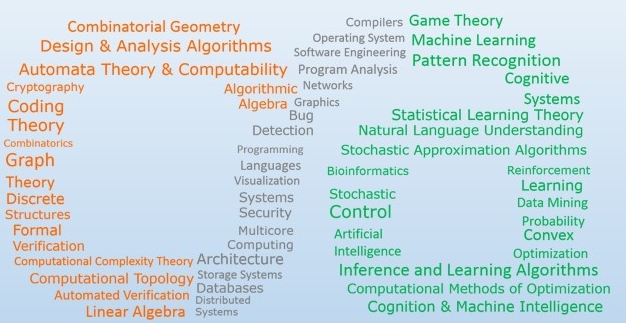 Combinatorial Geometry
Design & Analysis Algorithms
Automata Theory & Computability
Cryptography
Coding
Theory
Combinatorics
Graph
Theory
Discrete
Structures
Formal
Verification
Computational Complexity Theory
Computational Topology
Automated Verification
Linear Algebra
Algorithmic
Algebra
Compilers
Operating System
Software Engineering
Program Analysis
Networks
Graphics
Bug
Detection
Programming
Languages
Visualization
Systems
Security
Multicore
Computing
Architecture
Storage Systems
Databases
Distributed
Systems
Game Theory
Machine Learning
Pattern Recognition
Cognitive
Systems
Statistical Learning Theory
Natural Language Understanding
Stochastic Approximation Algorithms
Bioinformatics
Stochastic
Control
Artificial
Intelligence
Reinforcement
Learning
Data Mining
Probability
Convex
Optimization
Inference and Learning Algorithms
Computational Methods of Optimization
Cognition & Machine Intelligence